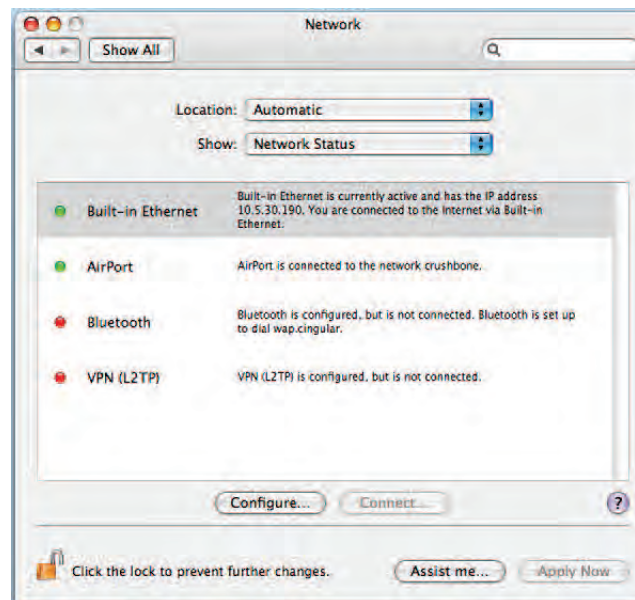 Network
Show All
Location: Automatic
Show: Network Status
Built-in Ethernet
Built-in Ethernet is currently active and has the IP address
10.5.30.190. You are connected to the Internet via Built-in
Ethernet.
AirPort
AirPort is connected to the network crushbone.
Bluetooth
Bluetooth is configured, but is not connected. Bluetooth is set up
to dial wap.cingular.
VPN (L2TP)
VPN (L2TP) is configured, but is not connected.
Configure... Connect... ?
Click the lock to prevent further changes. Assist me... Apply Now